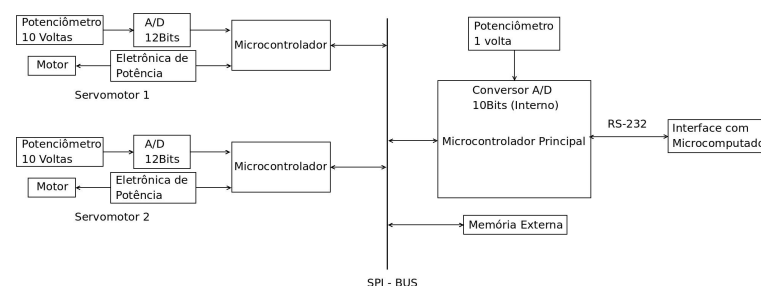 Potenciômetro
10 Voltas
A/D
12Bits
Microcontrolador
Motor
Eletrônica de
Potência
Servomotor 1
Potenciômetro
10 Voltas
A/D
12Bits
Microcontrolador
Motor
Eletrônica de
Potência
Servomotor 2
SPI - BUS
Potenciômetro
1 volta
Conversor A/D
10Bits (Interno)
Microcontrolador Principal
RS-232
Interface com
Microcomputado
Memória Externa